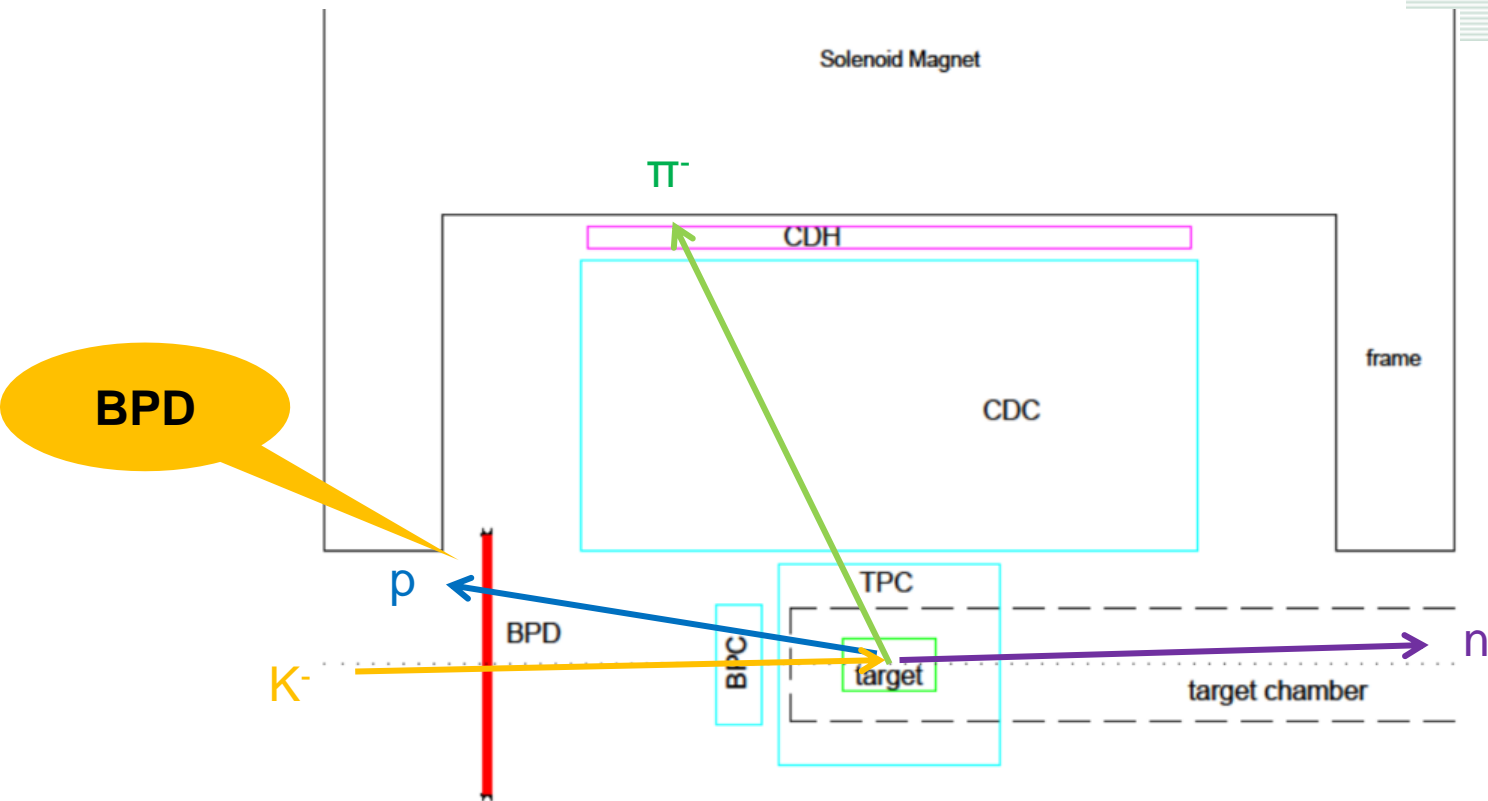 Solenoid Magnet
π-
CDH
frame
BPD
CDC
p
TPC
BPD
BPC
n
K-
target
target chamber